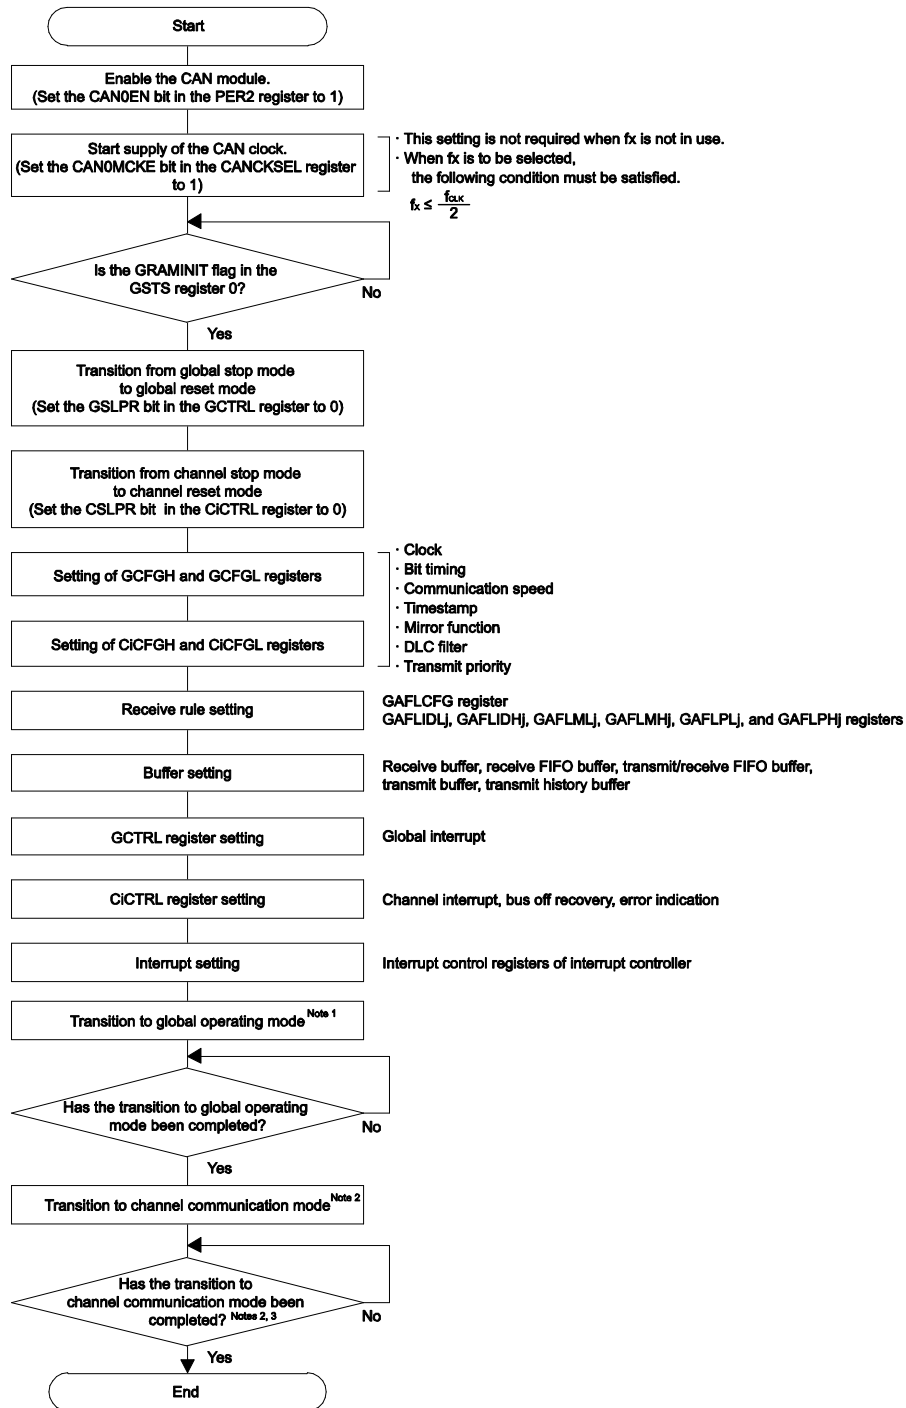 Start
Enable the CAN module.
(Set the CAN0EN bit in the PER2 register to 1)
Start supply of the CAN clock.
(Set the CAN0MCKE bit in the CANCKSEL register
to 1)
· This setting is not required when fx is not in use.
· When fx is to be selected,
the following condition must be satisfied.
fx ≤ fCLK / 2
Is the GRAMINIT flag in the
GSTS register 0?
No
Yes
Transition from global stop mode
to global reset mode
(Set the GSLPR bit in the GCTRL register to 0)
Transition from channel stop mode
to channel reset mode
(Set the CSLPR bit in the CiCTRL register to 0)
Setting of GCFGH and GCFGL registers
Setting of CiCFGH and CiCFGL registers
· Clock
· Bit timing
· Communication speed
· Timestamp
· Mirror function
· DLC filter
· Transmit priority
Receive rule setting
GAFLCFG register
GAFLIDLj, GAFLIDHj, GAFLMLj, GAFLMHj, GAFLPLj, and GAFLPHj registers
Buffer setting
Receive buffer, receive FIFO buffer, transmit/receive FIFO buffer,
transmit buffer, transmit history buffer
GCTRL register setting
Global interrupt
CiCTRL register setting
Channel interrupt, bus off recovery, error indication
Interrupt setting
Interrupt control registers of interrupt controller
Transition to global operating mode Note 1
Has the transition to global operating
mode been completed?
No
Yes
Transition to channel communication mode Note 2
Has the transition to
channel communication mode been
completed? Notes 2, 3
No
Yes
End